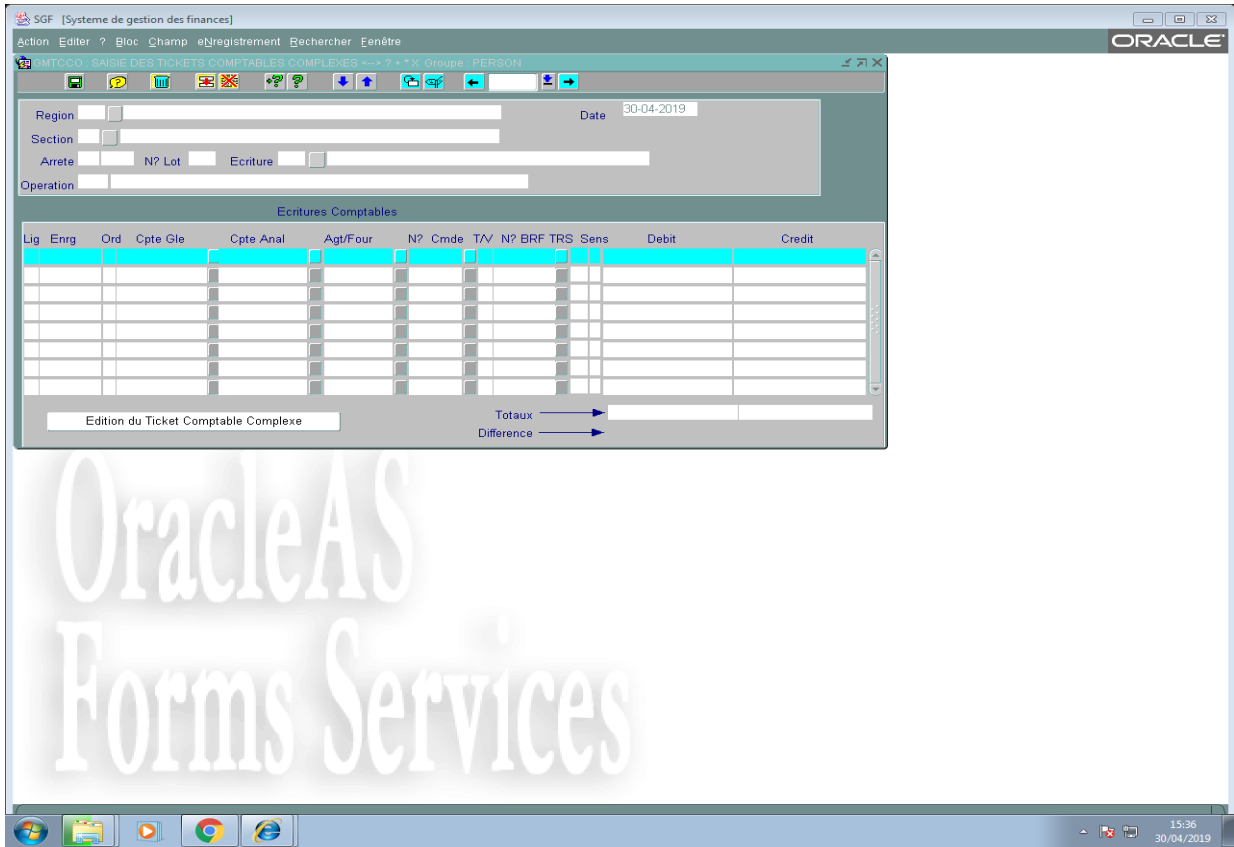 SGF [Systeme de gestion des finances]
Action Editer ? Bloc Champ eNregistrement Rechercher Fenêtre
ORACLE
GMTCCO : SAISIE DES TICKETS COMPTABLES COMPLEXES <--> ? + * X Groupe : PERSON
Region
Date 30-04-2019
Section
Arrete N? Lot Ecriture
Operation
Ecritures Comptables
Lig Enrg Ord Cpte Gle Cpte Anal Agt/Four N? Cmde T/V N? BRF TRS Sens Debit Credit
Edition du Ticket Comptable Complexe
Totaux
Difference
OracleAS
Forms Services
15:36
30/04/2019